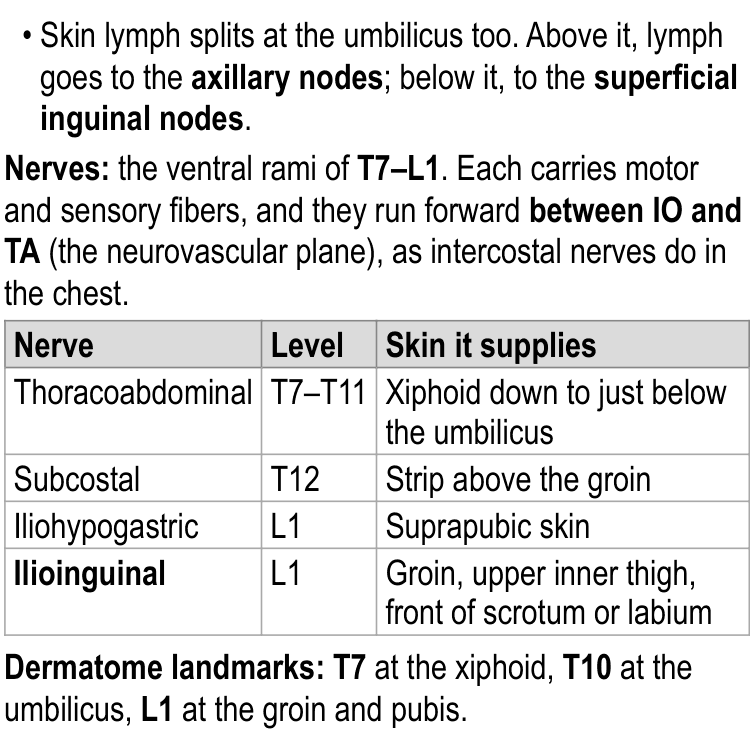 • Skin lymph splits at the umbilicus too. Above it, lymph
goes to the axillary nodes; below it, to the superficial
inguinal nodes.
Nerves: the ventral rami of T7–L1. Each carries motor
and sensory fibers, and they run forward between IO and
TA (the neurovascular plane), as intercostal nerves do in
the chest.
Nerve Level Skin it supplies
Thoracoabdominal T7–T11 Xiphoid down to just below
the umbilicus
Subcostal T12 Strip above the groin
Iliohypogastric L1 Suprapubic skin
Ilioinguinal L1 Groin, upper inner thigh,
front of scrotum or labium
Dermatome landmarks: T7 at the xiphoid, T10 at the
umbilicus, L1 at the groin and pubis.